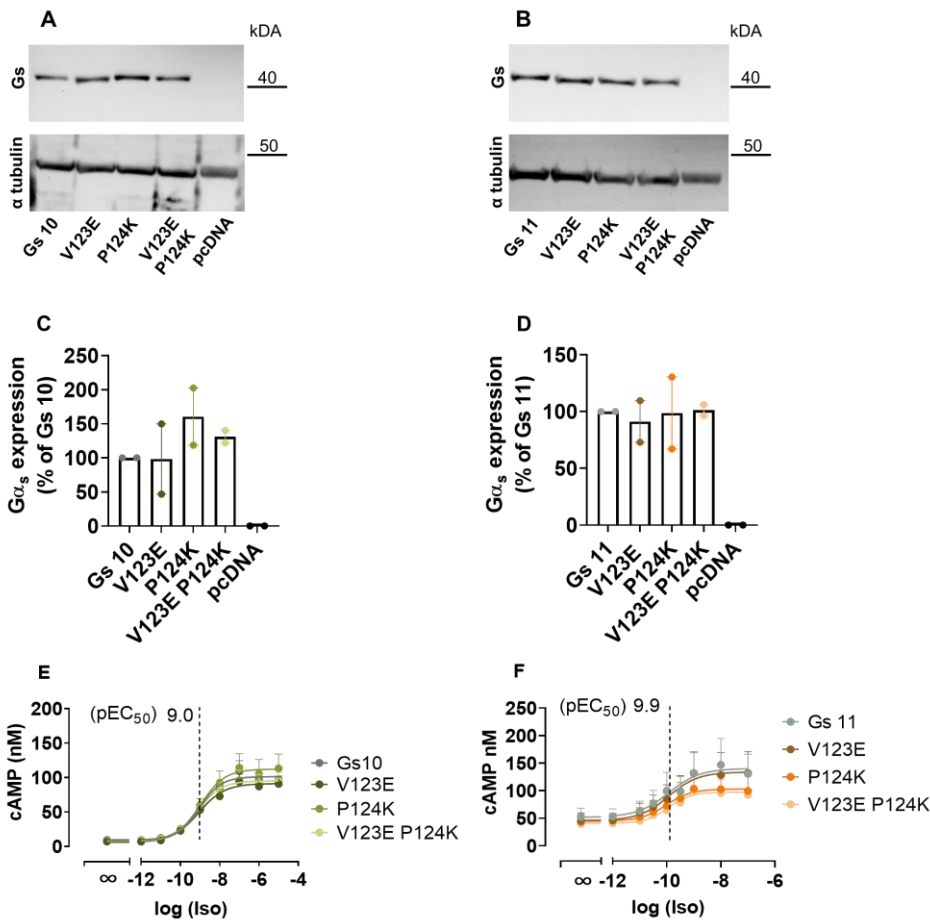 A
kDA
Gs
40
α tubulin
50
Gs 10
V123E
P124K
V123E
P124K
pcDNA
B
kDA
Gs
40
α tubulin
50
Gs 11
V123E
P124K
V123E
P124K
pcDNA
C
Gαs expression
(% of Gs 10)
250
200
150
100
50
0
Gs 10
V123E
P124K
V123E P124K
pcDNA
D
Gαs expression
(% of Gs 11)
150
100
50
0
Gs 11
V123E
P124K
V123E P124K
pcDNA
E
cAMP (nM)
200
150
100
50
0
(pEC50) 9.0
Gs10
V123E
P124K
V123E P124K
∞ -12 -10 -8 -6 -4
log (Iso)
F
cAMP nM
250
200
150
100
50
0
(pEC50) 9.9
Gs 11
V123E
P124K
V123E P124K
∞ -12 -10 -8 -6
log (Iso)